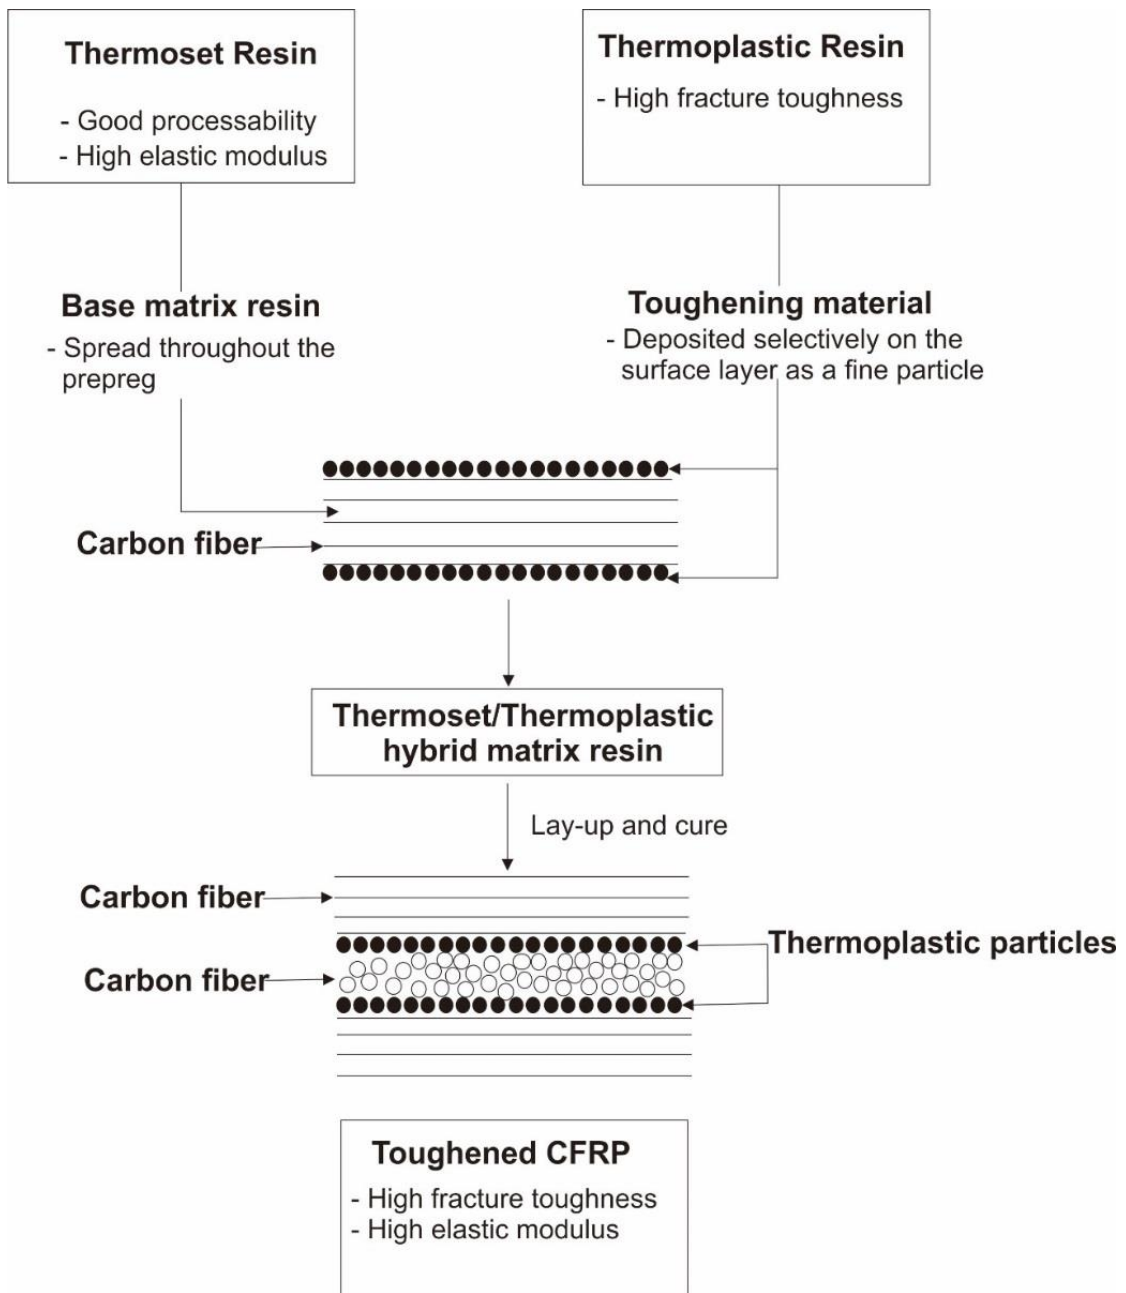 Thermoset Resin
- Good processability
- High elastic modulus
Thermoplastic Resin
- High fracture toughness
Base matrix resin
- Spread throughout the
prepreg
Toughening material
- Deposited selectively on the
surface layer as a fine particle
Carbon fiber
Thermoset/Thermoplastic
hybrid matrix resin
Lay-up and cure
Carbon fiber
Thermoplastic particles
Carbon fiber
Toughened CFRP
- High fracture toughness
- High elastic modulus